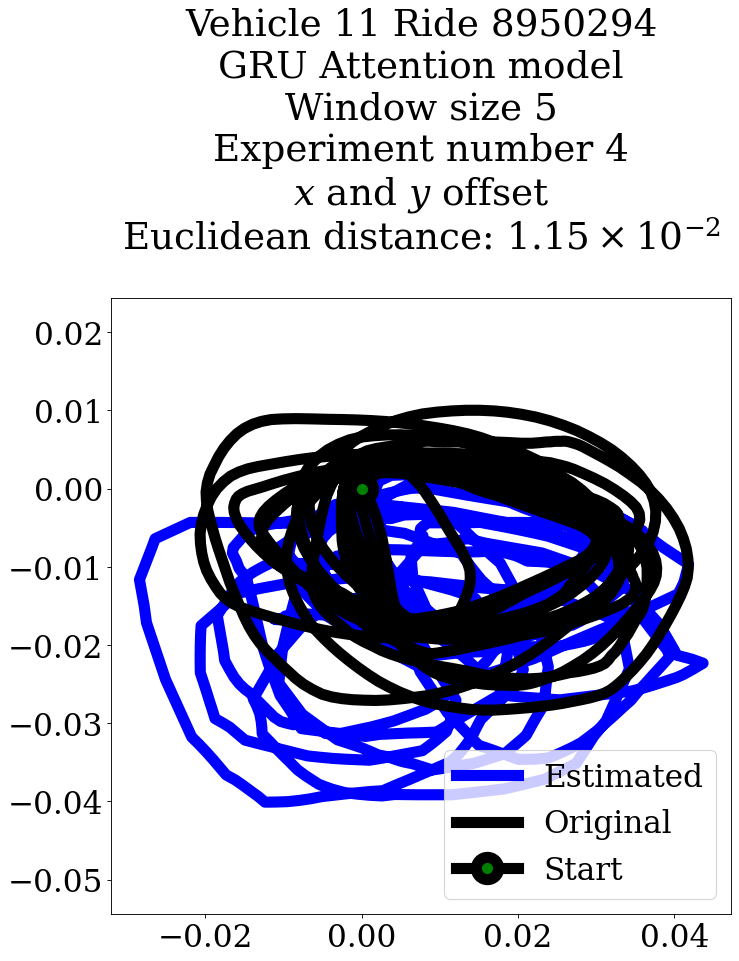 Vehicle 11 Ride 8950294
GRU Attention model
Window size 5
Experiment number 4
x and y offset
Euclidean distance: 1.15 × 10⁻²
0.02
0.01
0.00
−0.01
−0.02
−0.03
−0.04
−0.05
Estimated
Original
Start
−0.02 0.00 0.02 0.04